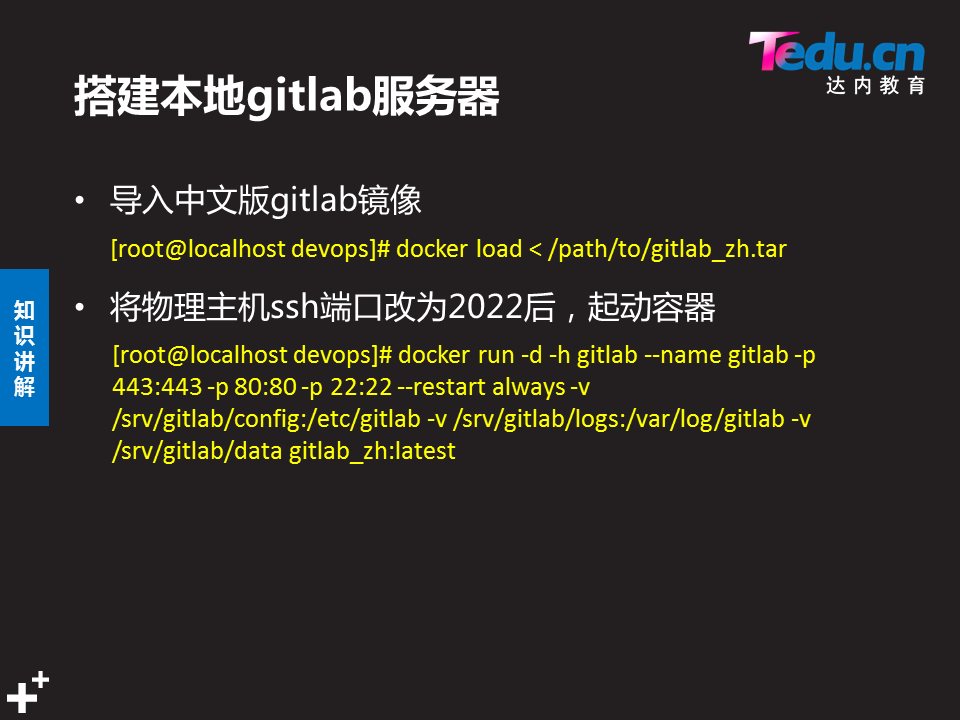 Tedu.cn
达内教育
搭建本地gitlab服务器
• 导入中文版gitlab镜像
[root@localhost devops]# docker load < /path/to/gitlab_zh.tar
• 将物理主机ssh端口改为2022后，起动容器
[root@localhost devops]# docker run -d -h gitlab --name gitlab -p
443:443 -p 80:80 -p 22:22 --restart always -v
/srv/gitlab/config:/etc/gitlab -v /srv/gitlab/logs:/var/log/gitlab -v
/srv/gitlab/data gitlab_zh:latest
知识讲解